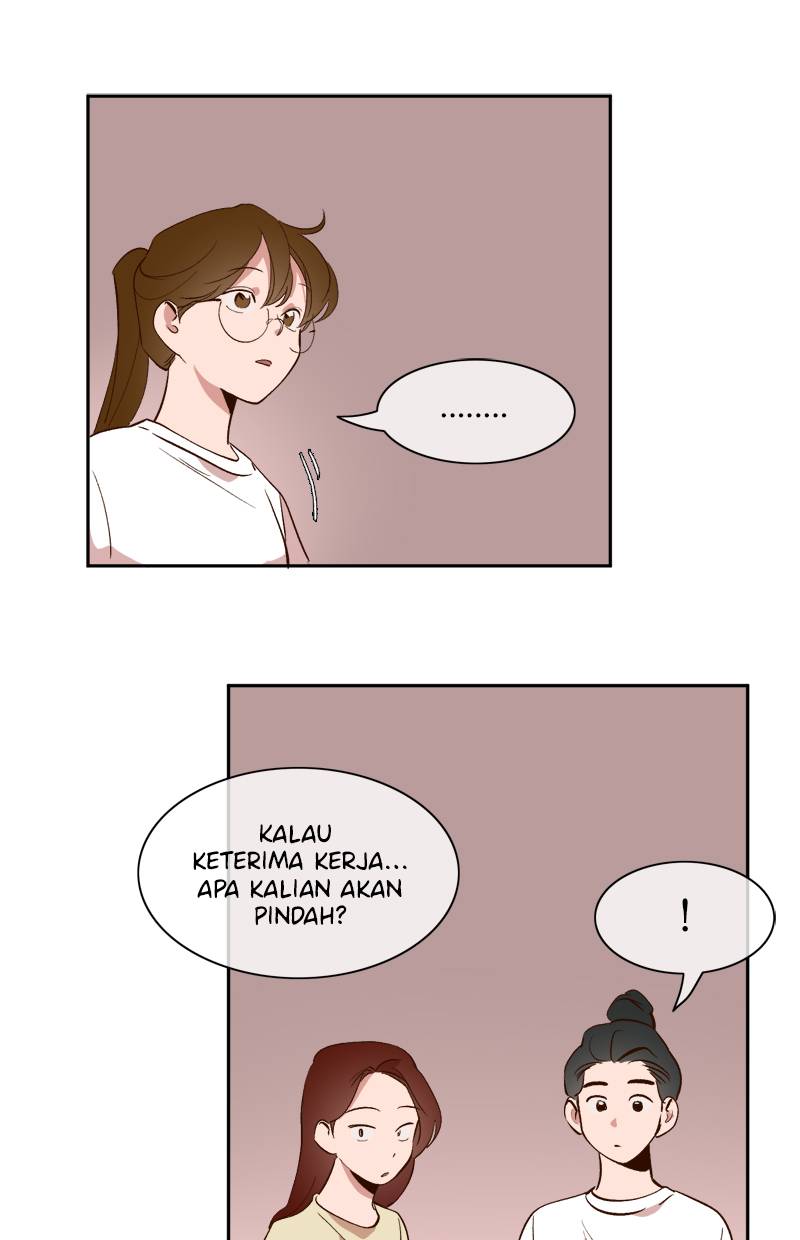 ........
KALAU
KETERIMA KERJA...
APA KALIAN AKAN
PINDAH?
!